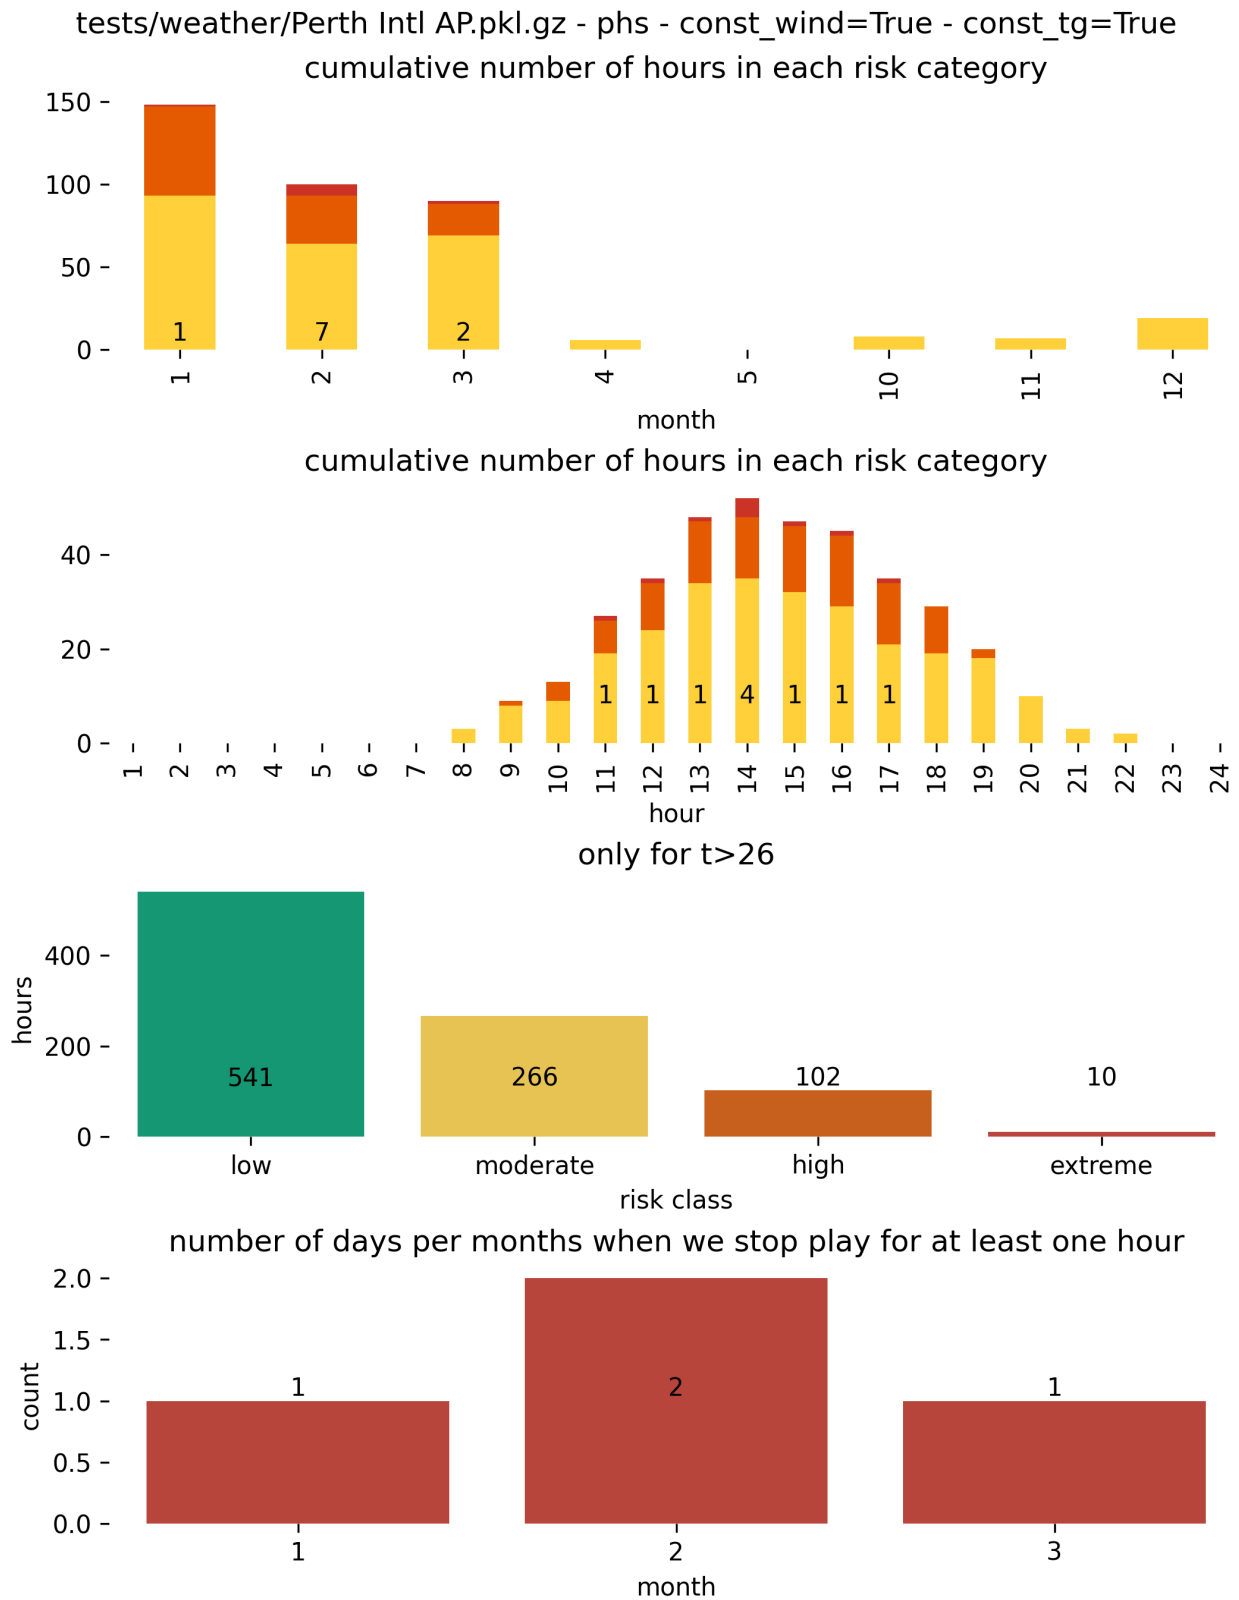 tests/weather/Perth Intl AP.pkl.gz - phs - const_wind=True - const_tg=True
cumulative number of hours in each risk category
150
100
50
0
1 7 2
1 2 3 4 5 10 11 12
month
cumulative number of hours in each risk category
40
20
0
1 1 1 4 1 1 1
1 2 3 4 5 6 7 8 9 10 11 12 13 14 15 16 17 18 19 20 21 22 23 24
hour
only for t>26
hours
400
200
0
541 266 102 10
low moderate high extreme
risk class
number of days per months when we stop play for at least one hour
count
2.0
1.5
1.0
0.5
0.0
1 2 1
1 2 3
month